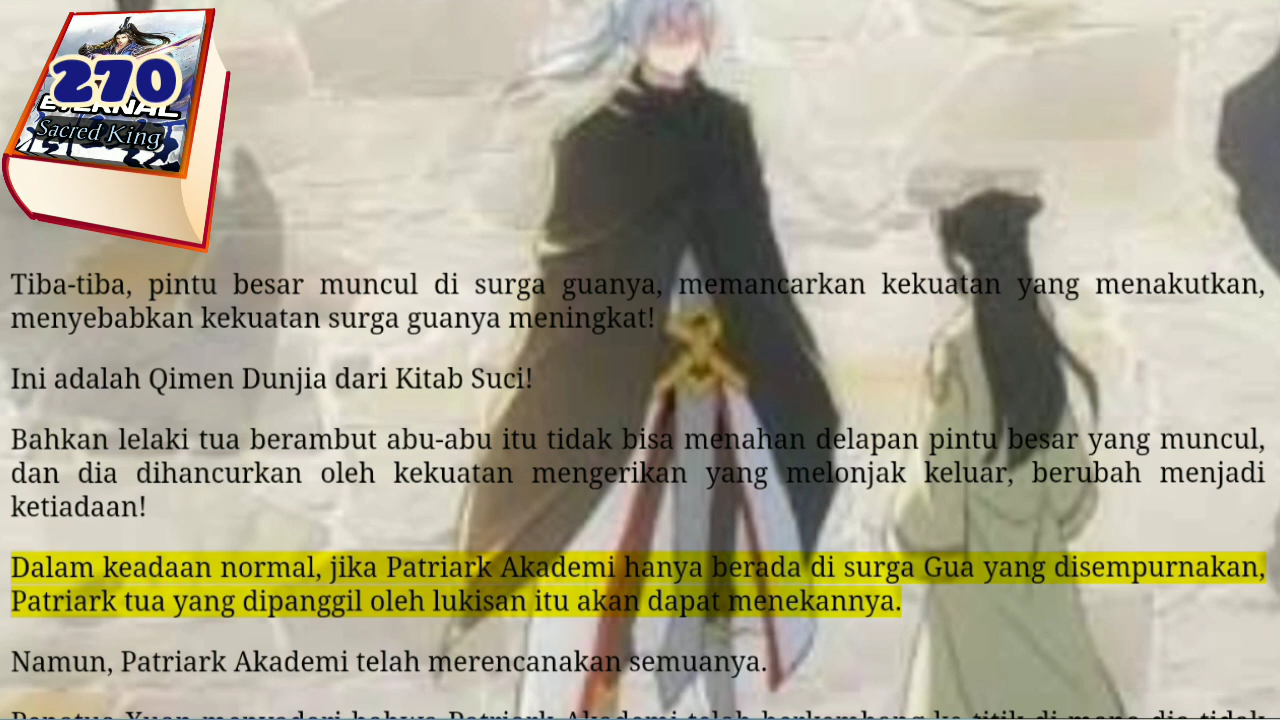 270
ETERNAL
Sacred King
Tiba-tiba, pintu besar muncul di surga guanya, memancarkan kekuatan yang menakutkan,
menyebabkan kekuatan surga guanya meningkat!
Ini adalah Qimen Dunjia dari Kitab Suci!
Bahkan lelaki tua berambut abu-abu itu tidak bisa menahan delapan pintu besar yang muncul,
dan dia dihancurkan oleh kekuatan mengerikan yang melonjak keluar, berubah menjadi
ketiadaan!
Dalam keadaan normal, jika Patriark Akademi hanya berada di surga Gua yang disempurnakan,
Patriark tua yang dipanggil oleh lukisan itu akan dapat menekannya.
Namun, Patriark Akademi telah merencanakan semuanya.